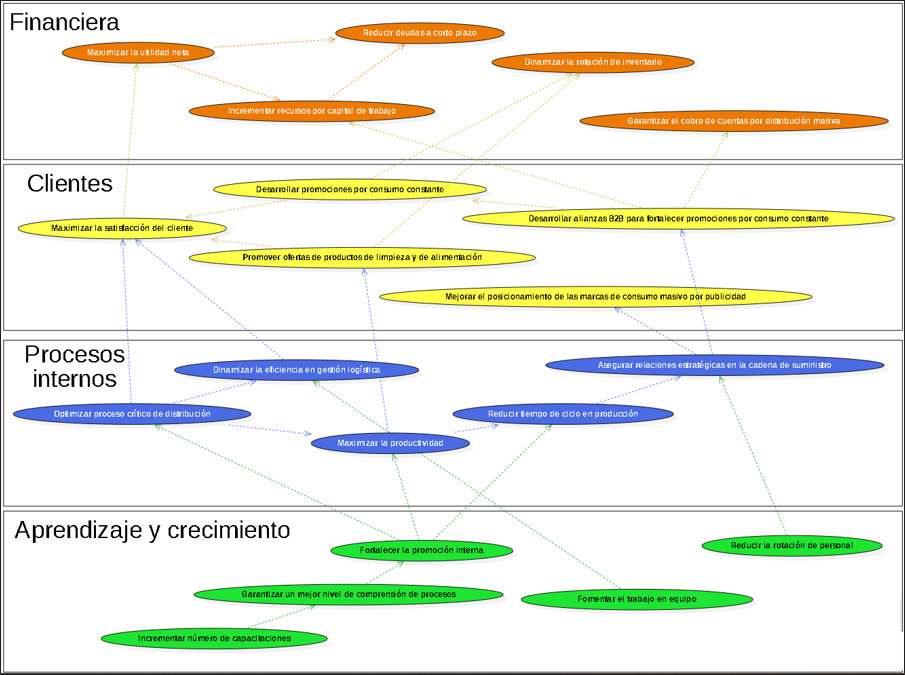 Financiera
Reducir deudas a corto plazo
Maximizar la utilidad neta
Dinamizar la rotación de inventario
Incrementar recursos por capital de trabajo
Garantizar el cobro de cuentas por distribución masiva
Clientes
Desarrollar promociones por consumo constante
Desarrollar alianzas B2B para fortalecer promociones por consumo constante
Maximizar la satisfacción del cliente
Promover ofertas de productos de limpieza y de alimentación
Mejorar el posicionamiento de las marcas de consumo masivo por publicidad
Procesos
internos
Dinamizar la eficiencia en gestión logística
Asegurar relaciones estratégicas en la cadena de suministro
Optimizar proceso crítico de distribución
Reducir tiempo de ciclo en producción
Maximizar la productividad
Aprendizaje y crecimiento
Fortalecer la promoción interna
Reducir la rotación de personal
Garantizar un mejor nivel de comprensión de procesos
Fomentar el trabajo en equipo
Incrementar número de capacitaciones